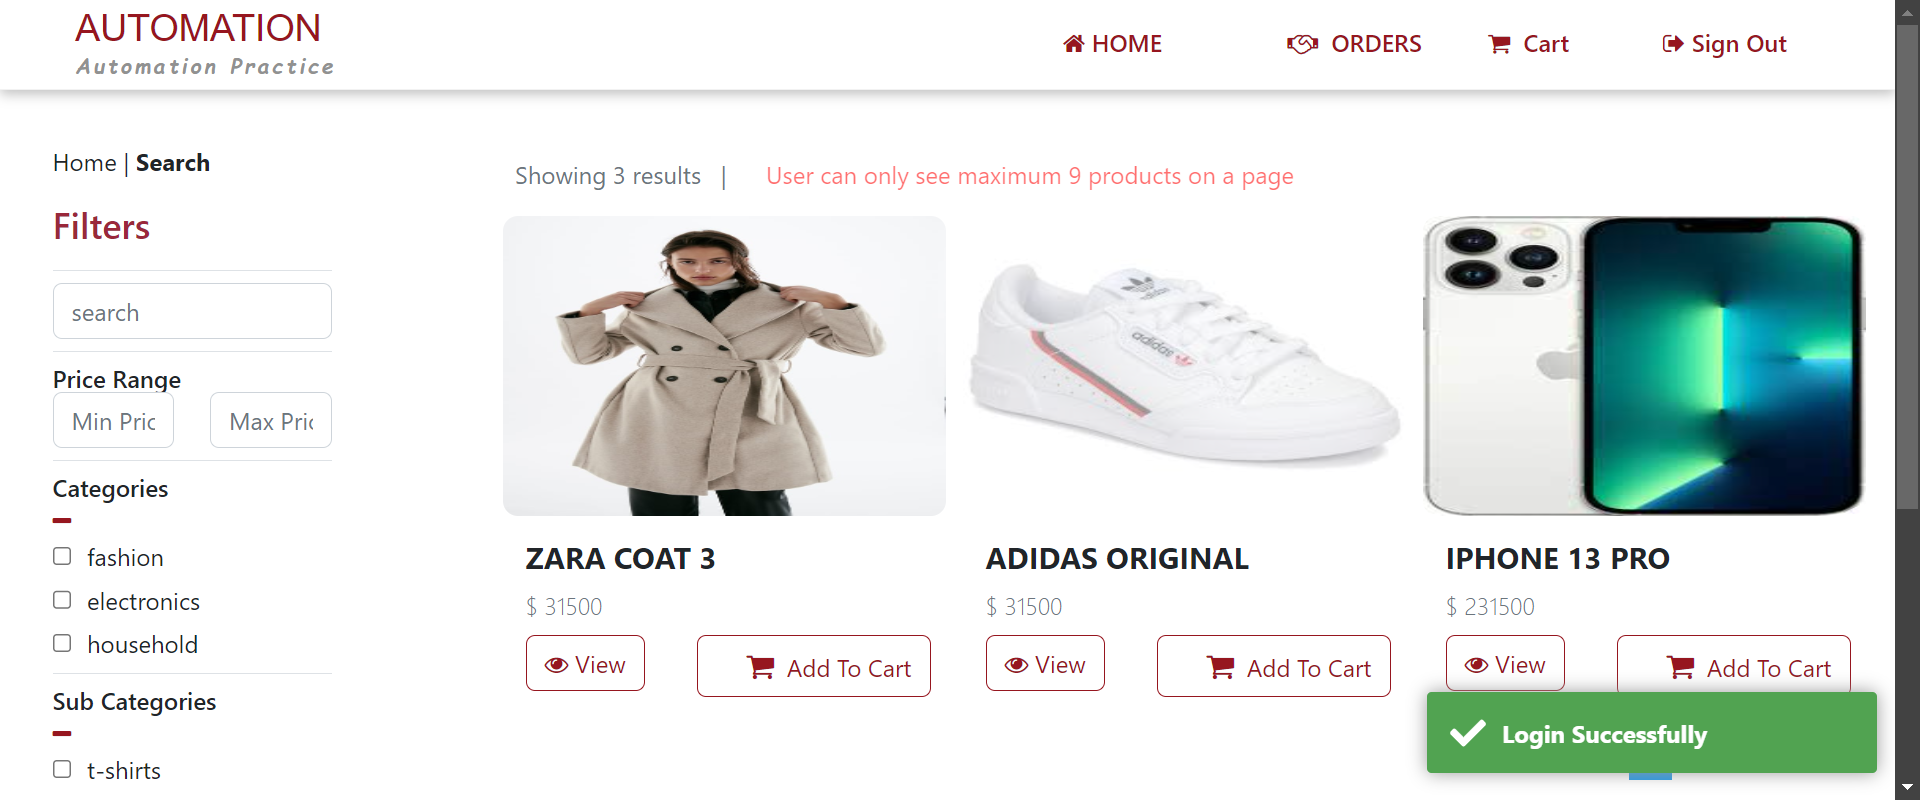 AUTOMATION
Automation Practice
HOME
ORDERS
Cart
Sign Out
Home | Search
Showing 3 results |
User can only see maximum 9 products on a page
Filters
search
Price Range
Min Pric
Max Pric
Categories
fashion
electronics
household
Sub Categories
t-shirts
adidas
adidas
ZARA COAT 3
$ 31500
View
Add To Cart
ADIDAS ORIGINAL
$ 31500
View
Add To Cart
IPHONE 13 PRO
$ 231500
View
Add To Cart
Login Successfully